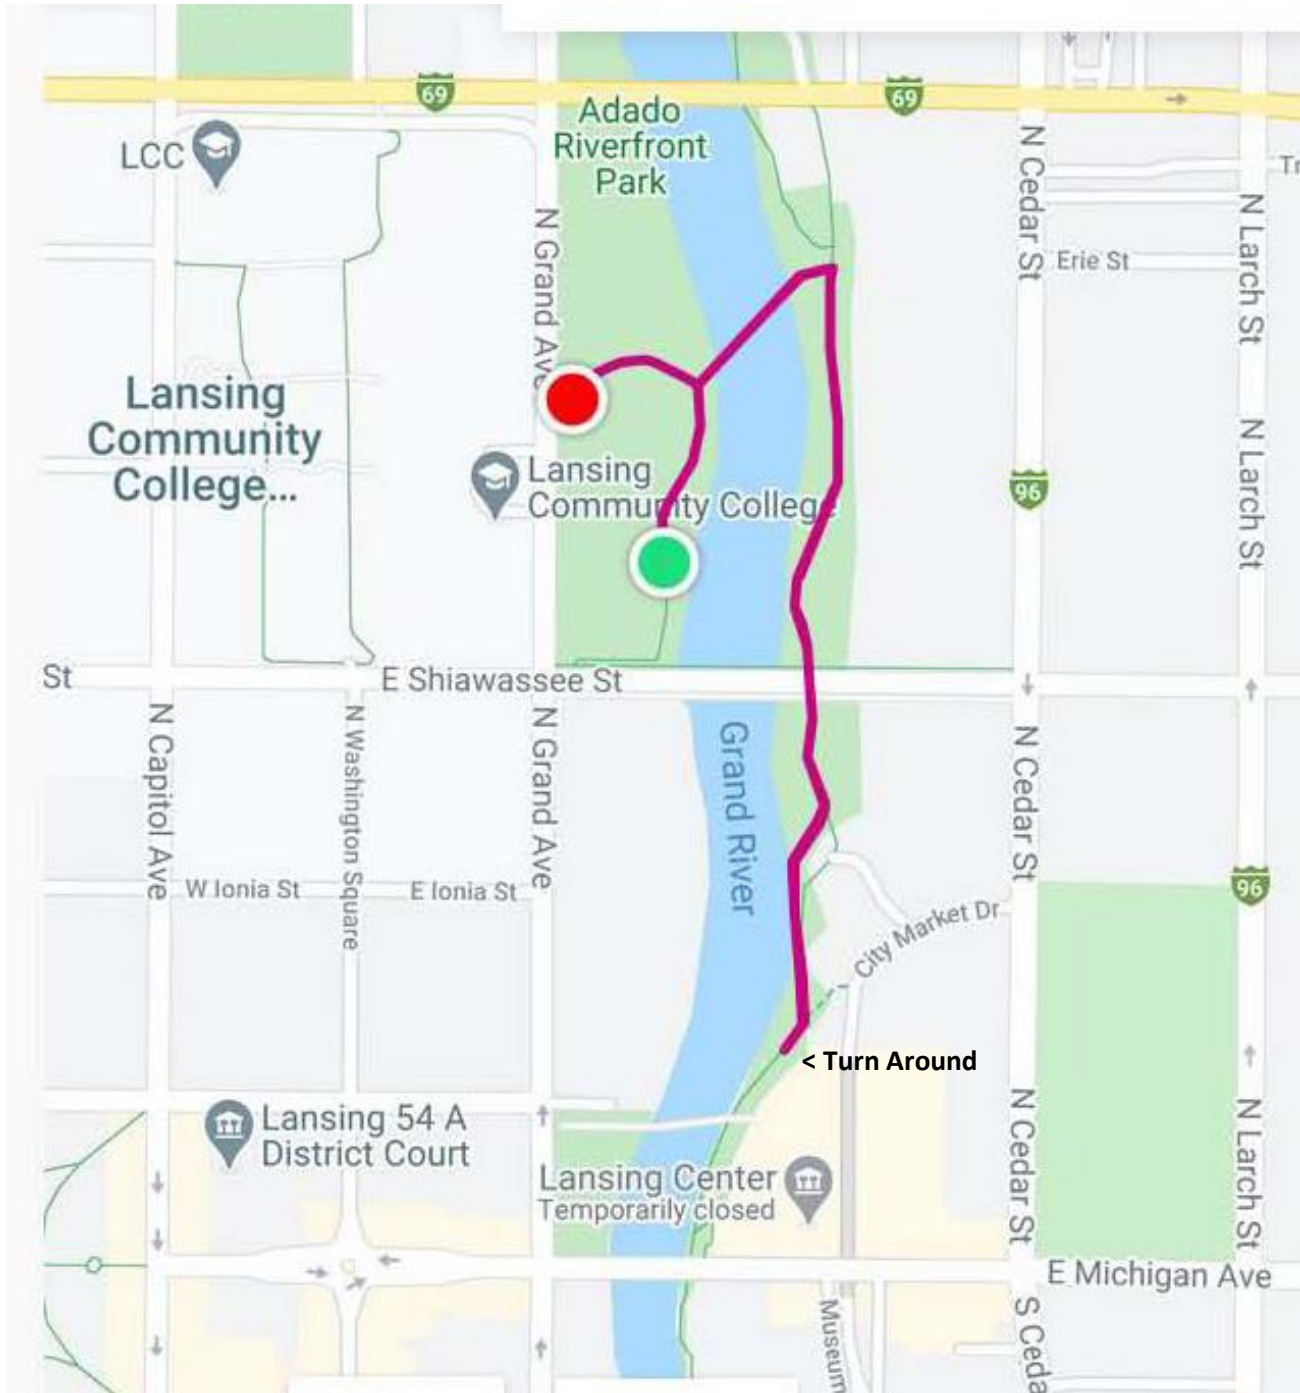 69
69
Adado
Riverfront
Park
LCC
N Cedar St
Tr
N Larch St
N Grand Ave
Erie St
Lansing
Community
College...
Lansing
Community College
N Larch St
96
St
E Shiawassee St
N Capitol Ave
N Washington Square
N Grand Ave
Grand River
N Cedar St
W Ionia St
E Ionia St
96
City Market Dr
< Turn Around
Lansing 54 A
District Court
N Cedar St
N Larch St
Lansing Center
Temporarily closed
E Michigan Ave
Museum
S Ceda